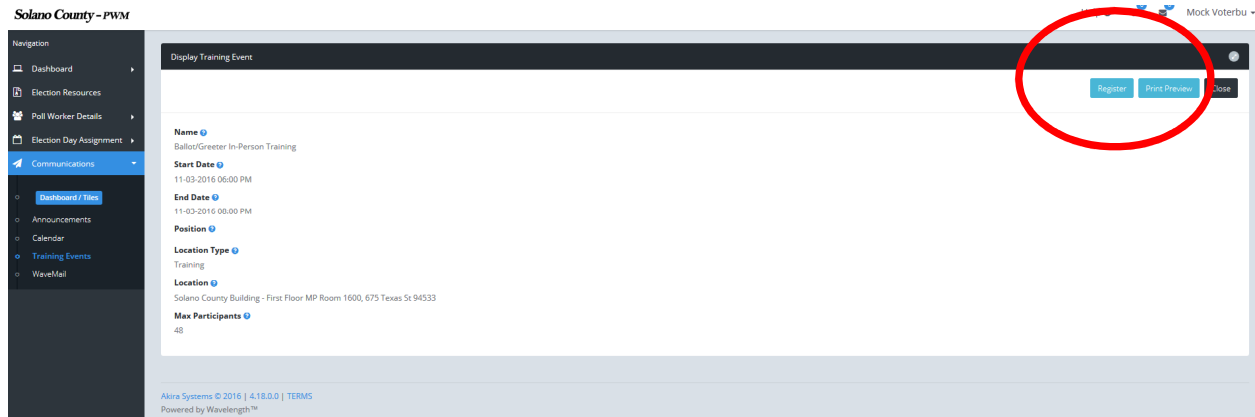 Solano County - PWM
Mock Voterbu
Navigation
Dashboard
Election Resources
Poll Worker Details
Election Day Assignment
Communications
Dashboard / Tiles
Announcements
Calendar
Training Events
WaveMail
Display Training Event
Register Print Preview Close
Name
Ballot/Greeter In-Person Training
Start Date
11-03-2016 06:00 PM
End Date
11-03-2016 08:00 PM
Position
Location Type
Training
Location
Solano County Building - First Floor MP Room 1600, 675 Texas St 94533
Max Participants
48
Akira Systems © 2016 | 4.18.0.0 | TERMS
Powered by Wavelength™